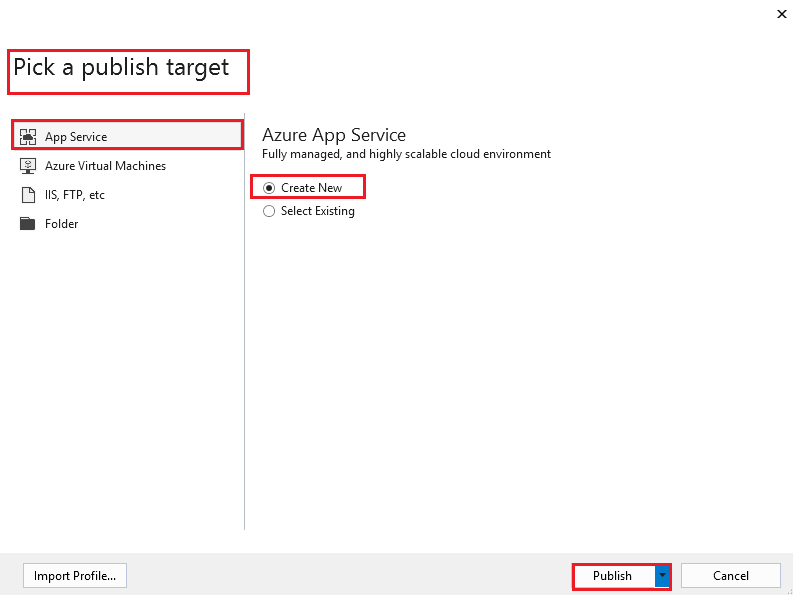 Pick a publish target
App Service
Azure Virtual Machines
IIS, FTP, etc
Folder
Azure App Service
Fully managed, and highly scalable cloud environment
Create New
Select Existing
Import Profile...
Publish
Cancel